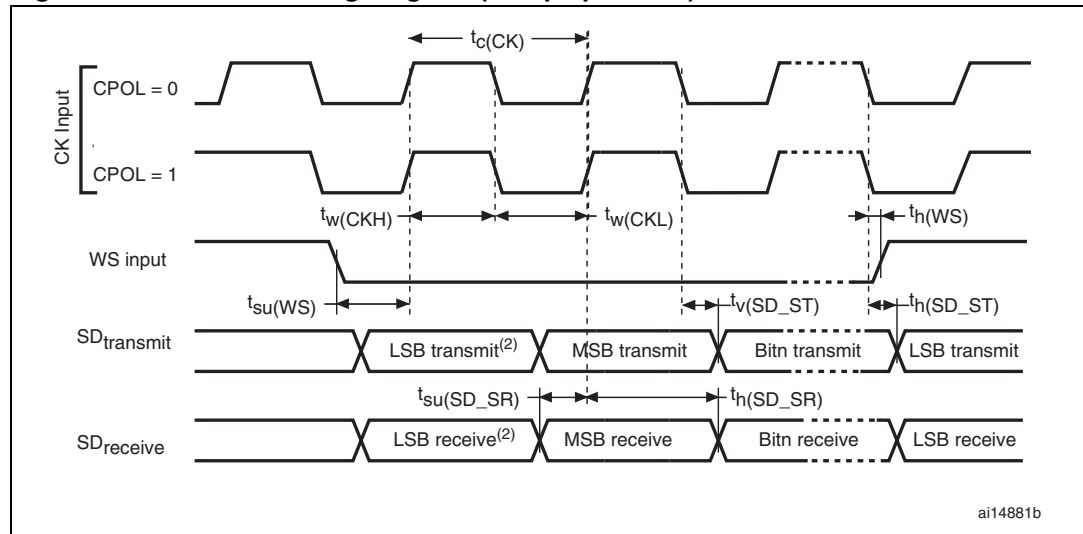 tc(CK)
CK Input
CPOL = 0
CPOL = 1
tw(CKH)
tw(CKL)
th(WS)
WS input
tsu(WS)
tv(SD_ST)
th(SD_ST)
SDtransmit
LSB transmit(2)
MSB transmit
Bitn transmit
LSB transmit
tsu(SD_SR)
th(SD_SR)
SDreceive
LSB receive(2)
MSB receive
Bitn receive
LSB receive
ai14881b